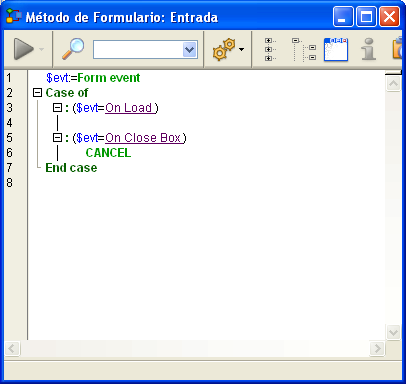 Método de Formulario: Entrada
1 $evt:=Form event
2 Case of
3 : ($evt=On Load )
4
5 : ($evt=On Close Box )
6 CANCEL
7 End case
8